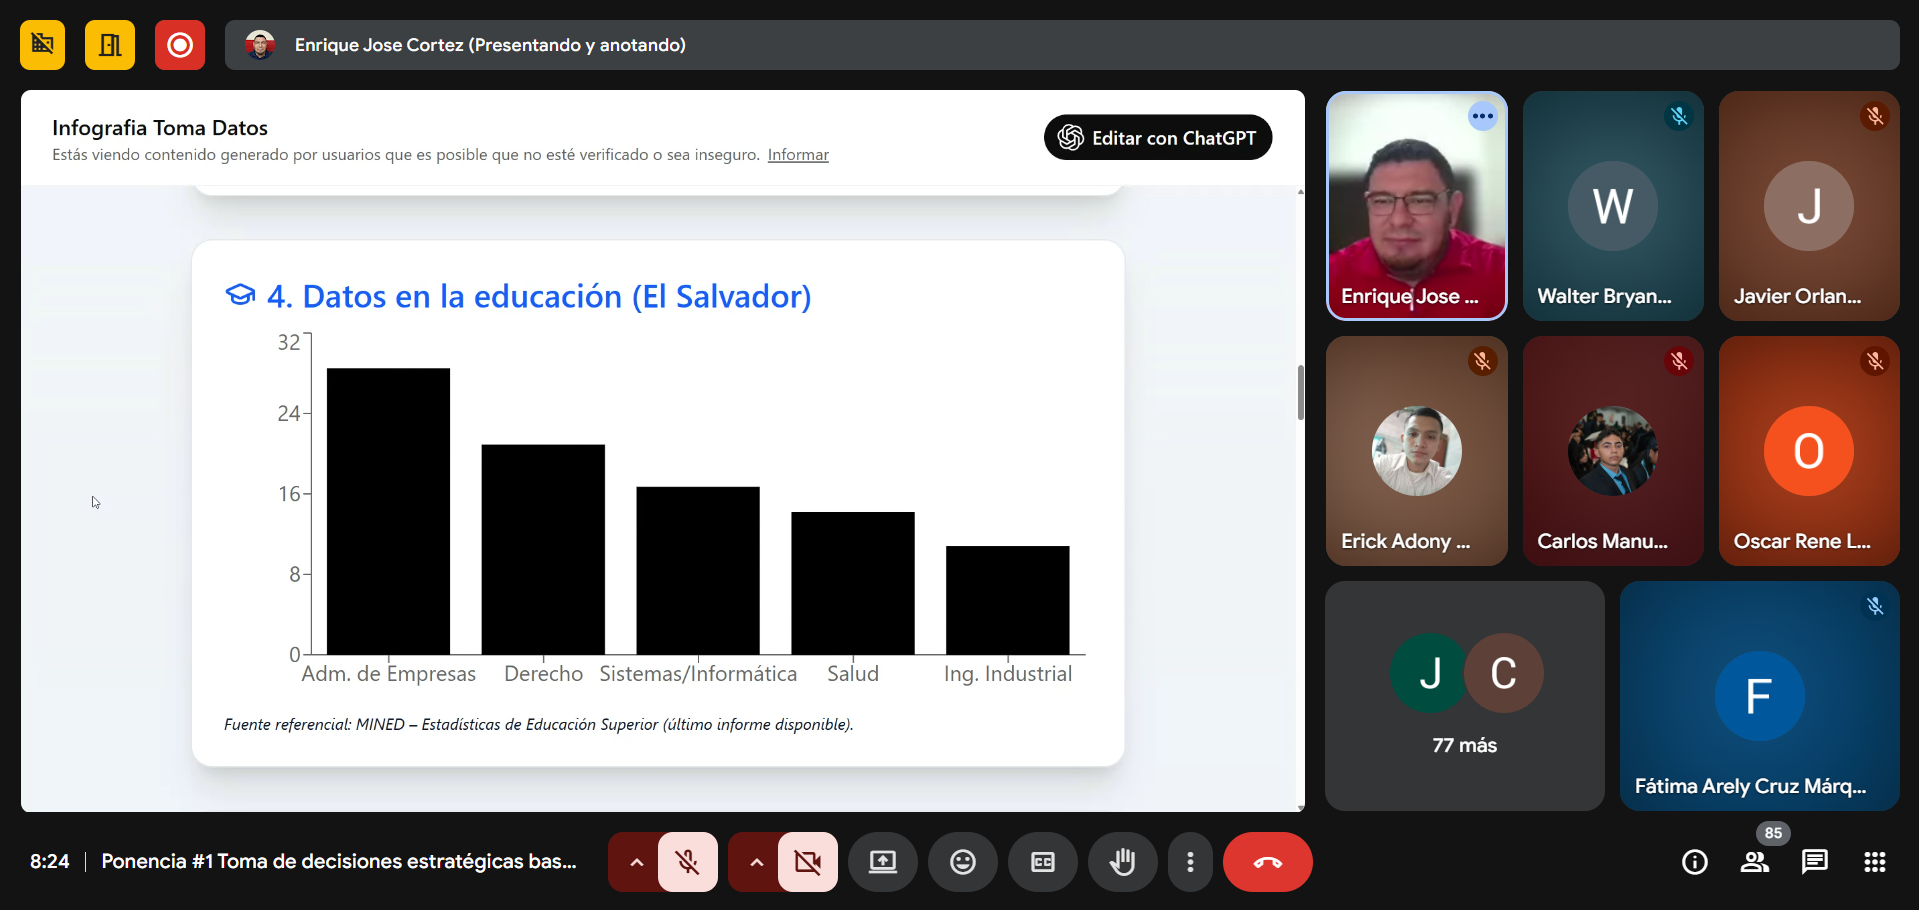 Enrique Jose Cortez (Presentando y anotando)
Infografia Toma Datos
Estás viendo contenido generado por usuarios que es posible que no esté verificado o sea inseguro. Informar
Editar con ChatGPT
4. Datos en la educación (El Salvador)
32
24
16
8
0
Adm. de Empresas Derecho Sistemas/Informática Salud Ing. Industrial
Fuente referencial: MINED – Estadísticas de Educación Superior (último informe disponible).
Enrique Jose ...
W
Walter Bryan...
J
Javier Orlan...
Erick Adony ...
Carlos Manu...
O
Oscar Rene L...
J C
77 más
F
Fátima Arely Cruz Márq...
8:24 | Ponencia #1 Toma de decisiones estratégicas bas...
CC
85